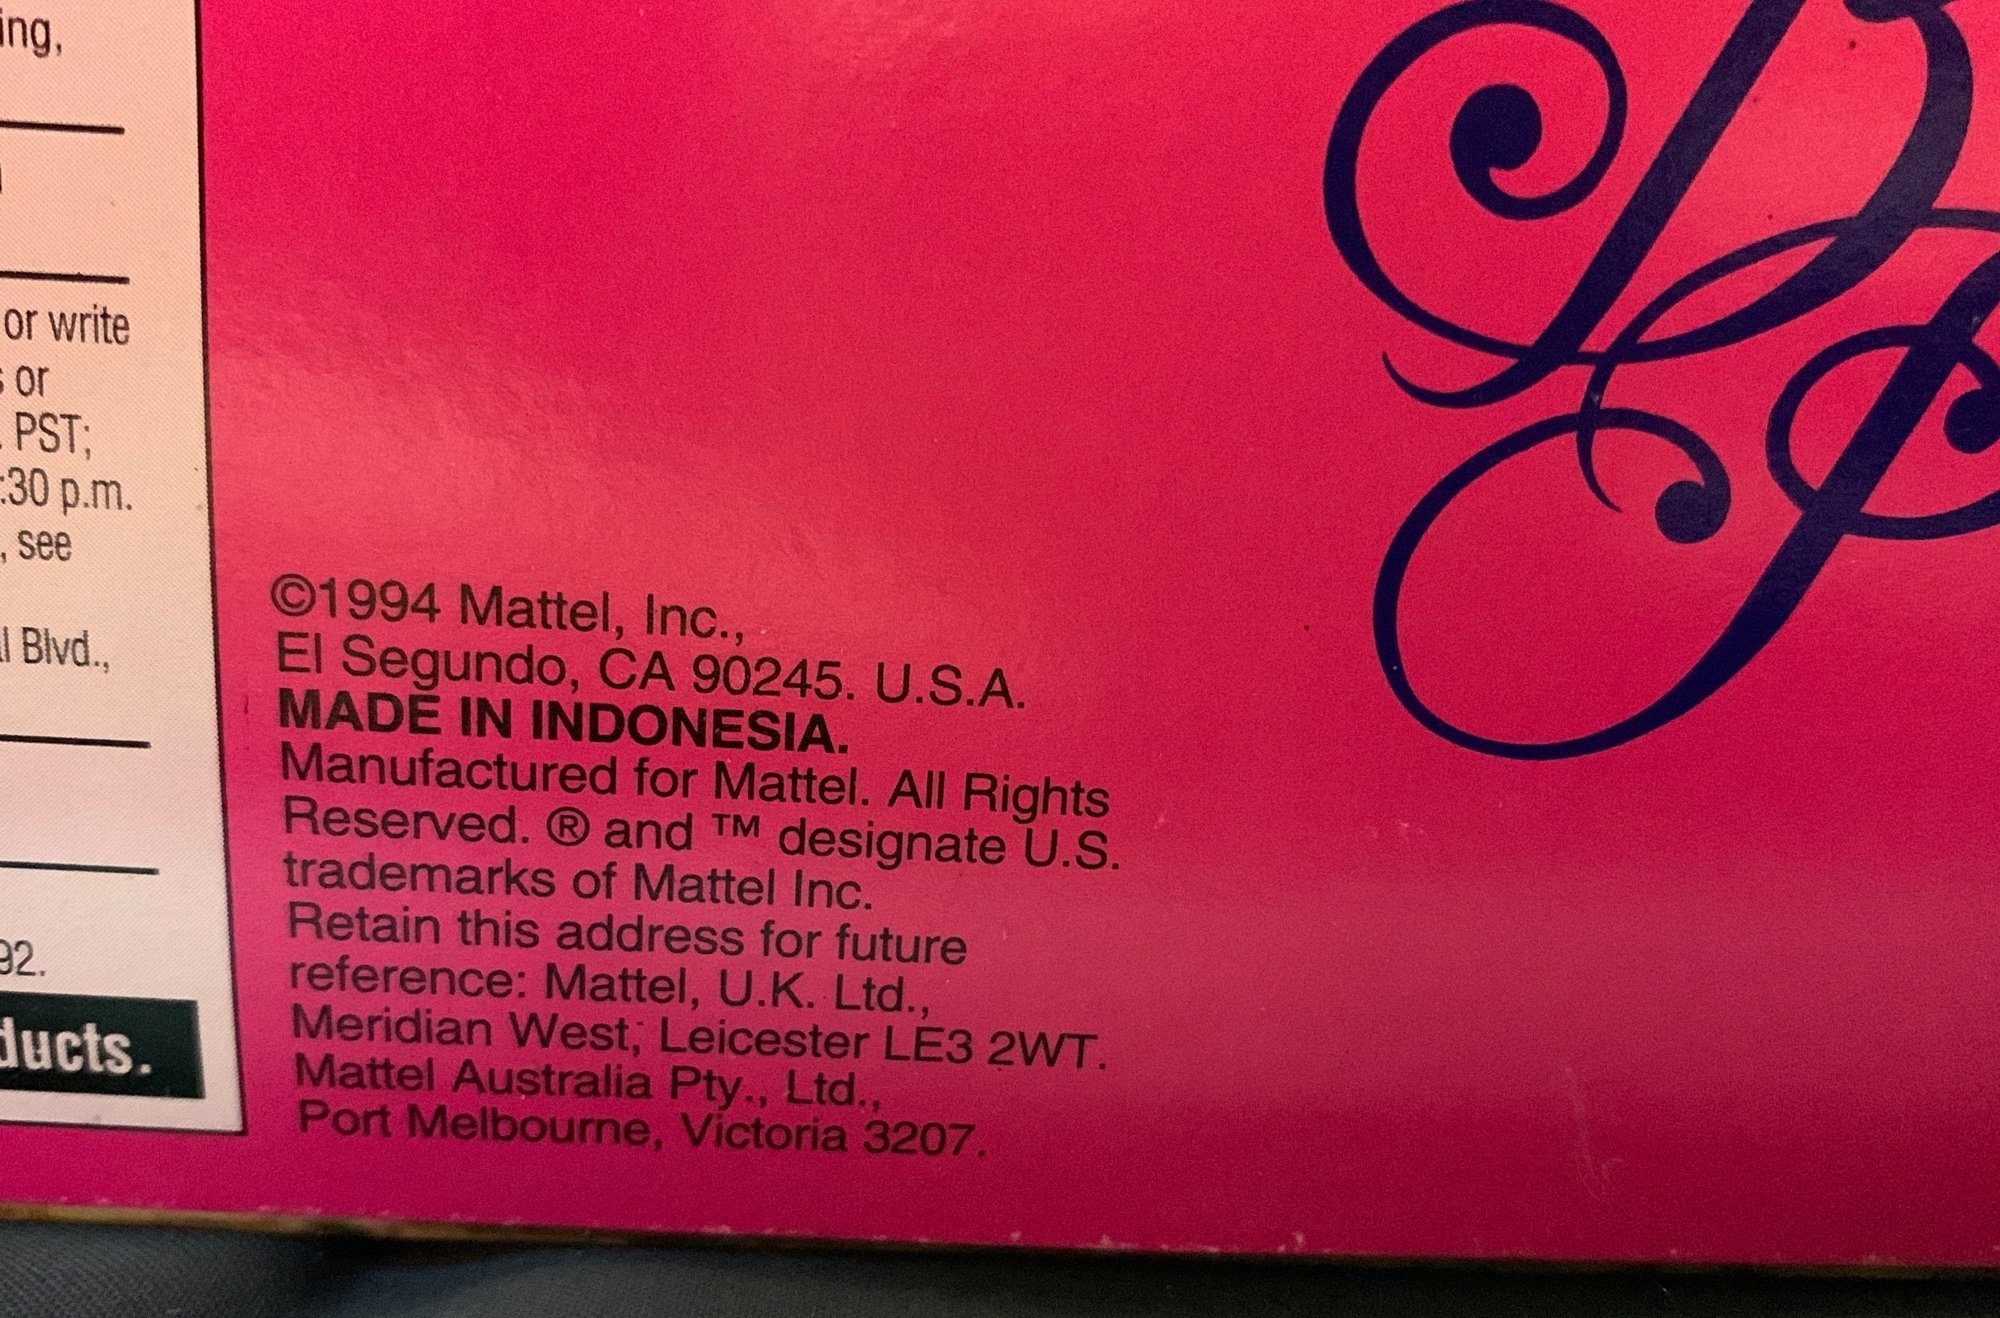 ing,
or write
or
PST;
:30 p.m.
, see
Blvd.,
92.
ducts.
©1994 Mattel, Inc.,
El Segundo, CA 90245. U.S.A.
MADE IN INDONESIA.
Manufactured for Mattel. All Rights
Reserved. ® and ™ designate U.S.
trademarks of Mattel Inc.
Retain this address for future
reference: Mattel, U.K. Ltd.,
Meridian West, Leicester LE3 2WT.
Mattel Australia Pty., Ltd.,
Port Melbourne, Victoria 3207.